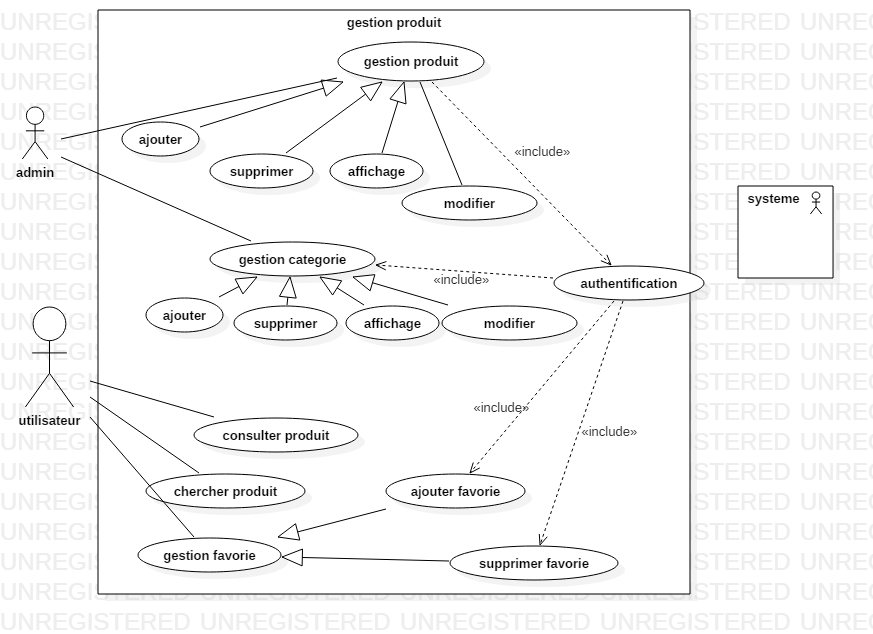 gestion produit
gestion produit
ajouter
admin
supprimer
affichage
modifier
«include»
systeme
gestion categorie
«include»
authentification
ajouter
supprimer
affichage
modifier
utilisateur
«include»
consulter produit
«include»
chercher produit
ajouter favorie
gestion favorie
supprimer favorie
UNREGISTERED UNREGISTERED UNREGISTERED UNREGISTERED UNREG